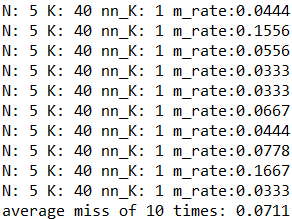 N: 5 K: 40 nn_K: 1 m_rate:0.0444
N: 5 K: 40 nn_K: 1 m_rate:0.1556
N: 5 K: 40 nn_K: 1 m_rate:0.0556
N: 5 K: 40 nn_K: 1 m_rate:0.0333
N: 5 K: 40 nn_K: 1 m_rate:0.0333
N: 5 K: 40 nn_K: 1 m_rate:0.0667
N: 5 K: 40 nn_K: 1 m_rate:0.0444
N: 5 K: 40 nn_K: 1 m_rate:0.0778
N: 5 K: 40 nn_K: 1 m_rate:0.1667
N: 5 K: 40 nn_K: 1 m_rate:0.0333
average miss of 10 times: 0.0711